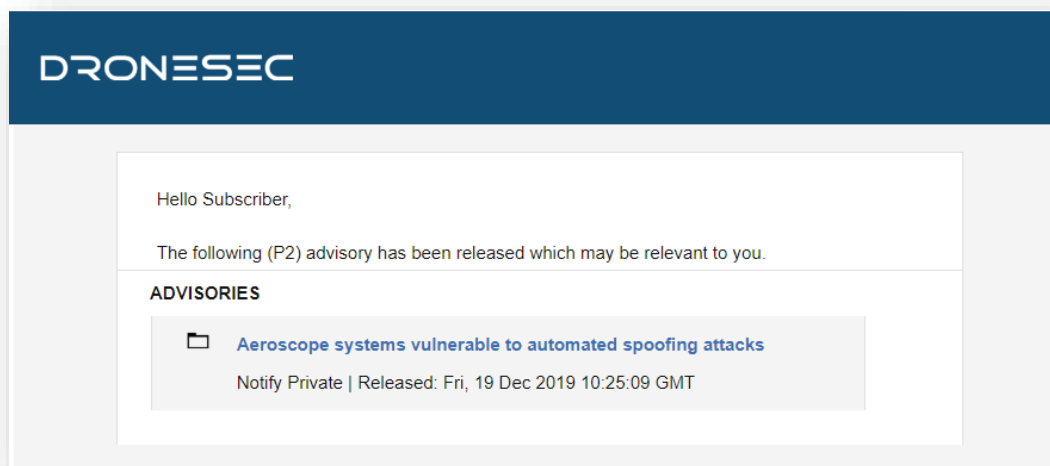 DRONESEC
Hello Subscriber,
The following (P2) advisory has been released which may be relevant to you.
ADVISORIES
Aeroscope systems vulnerable to automated spoofing attacks
Notify Private | Released: Fri, 19 Dec 2019 10:25:09 GMT